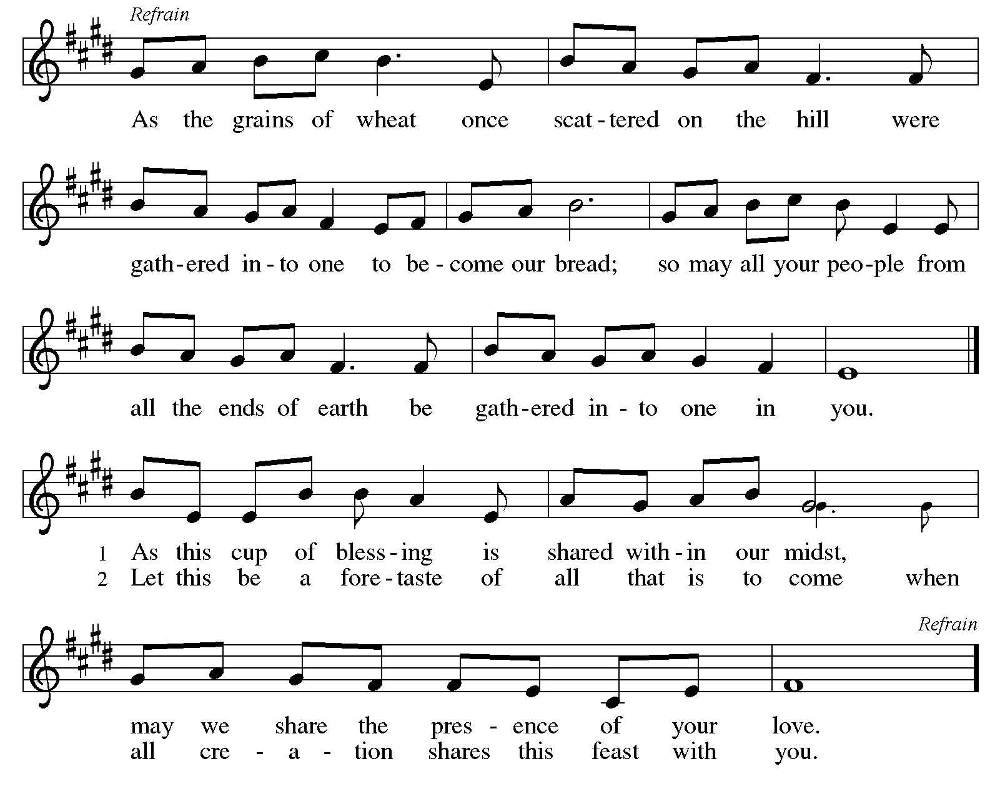 Refrain
As the grains of wheat once scat - tered on the hill were
gath - ered in - to one to be - come our bread; so may all your peo - ple from
all the ends of earth be gath - ered in - to one in you.
1 As this cup of bless - ing is shared with - in our midst,
2 Let this be a fore - taste of all that is to come when
Refrain
may we share the pres - ence of your love.
all cre - a - tion shares this feast with you.